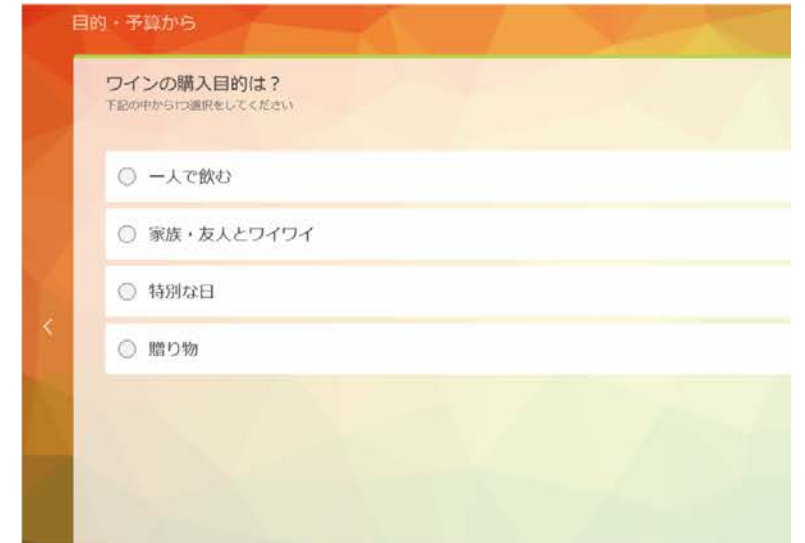 目的・予算から
ワインの購入目的は？
下記の中から1つ選択をしてください
一人で飲む
家族・友人とワイワイ
特別な日
贈り物